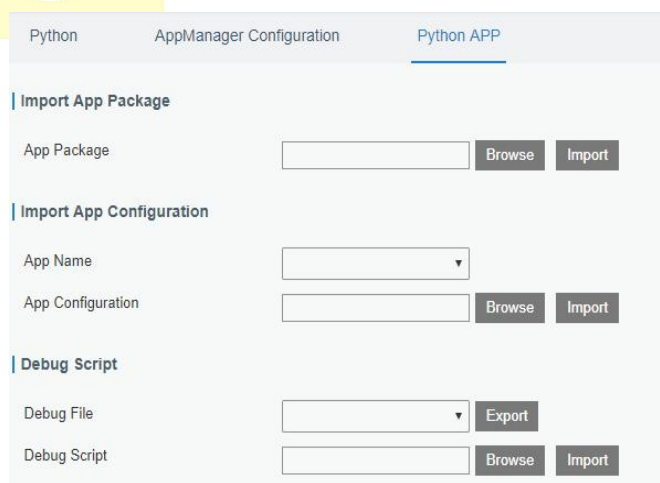 Python AppManager Configuration Python APP
Import App Package
App Package Browse Import
Import App Configuration
App Name
App Configuration Browse Import
Debug Script
Debug File Export
Debug Script Browse Import